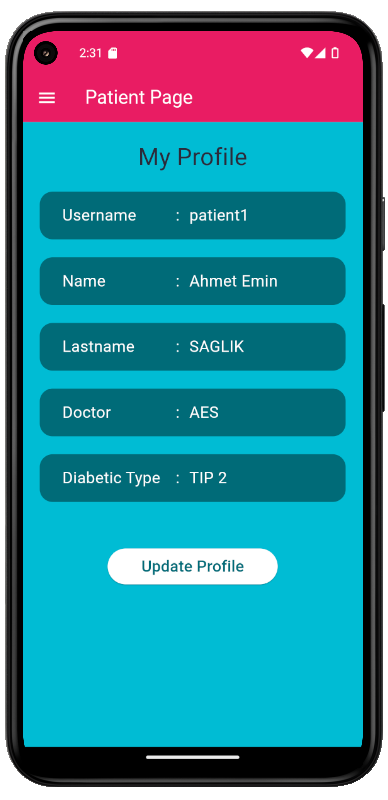 2:31
Patient Page
My Profile
Username : patient1
Name : Ahmet Emin
Lastname : SAGLIK
Doctor : AES
Diabetic Type : TIP 2
Update Profile